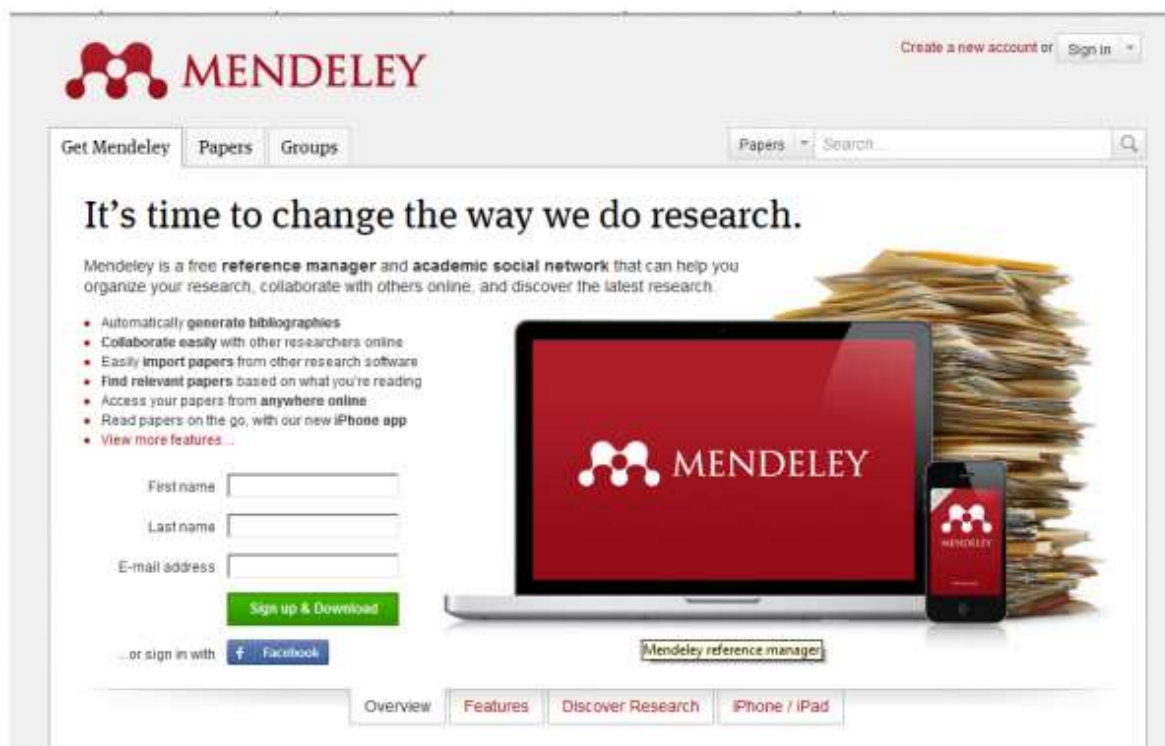 MENDELEY
Create a new account or Sign in
Get Mendeley Papers Groups
Papers Search...
It's time to change the way we do research.
Mendeley is a free reference manager and academic social network that can help you
organize your research, collaborate with others online, and discover the latest research.
Automatically generate bibliographies
Collaborate easily with other researchers online
Easily import papers from other research software
Find relevant papers based on what you're reading
Access your papers from anywhere online
Read papers on the go, with our new iPhone app
View more features...
MENDELEY
MENDELEY
First name
Last name
E-mail address
Sign up & Download
...or sign in with f Facebook
Mendeley reference manager
Overview Features Discover Research iPhone / iPad